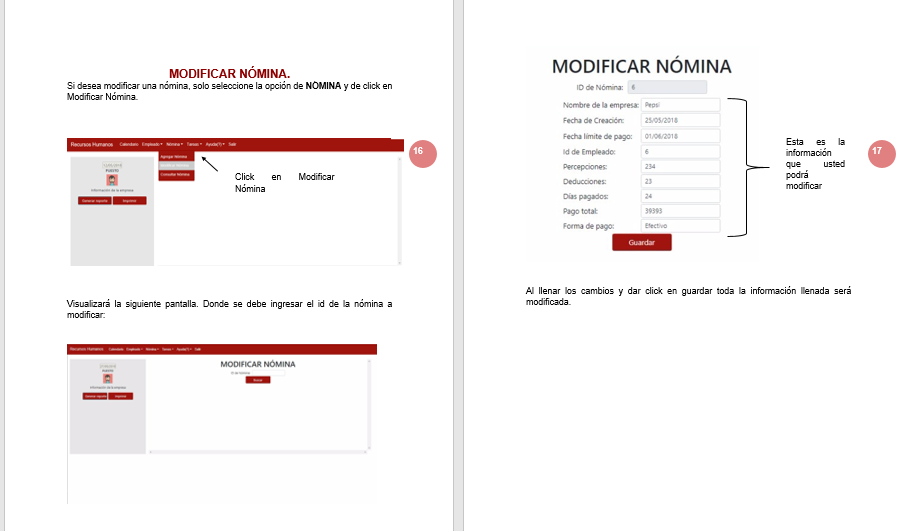 MODIFICAR NÓMINA.
Si desea modificar una nómina, solo seleccione la opción de NÓMINA y de click en
Modificar Nómina.
Recursos Humanos Calendario Empleado Nómina Tareas Ayuda(?) Salir
Agregar Nómina
Modificar Nómina
Consultar Nómina
PUESTO
Información de la empresa
Generar reporte Imprimir
Click en Modificar
Nómina
16
Visualizará la siguiente pantalla. Donde se debe ingresar el id de la nómina a
modificar:
Recursos Humanos Calendario Empleado Nómina Tareas Ayuda(?) Salir
PUESTO
Información de la empresa
Generar reporte Imprimir
MODIFICAR NÓMINA
ID de Nómina:
Buscar
MODIFICAR NÓMINA
ID de Nómina: 6
Nombre de la empresa: Pepsi
Fecha de Creación: 25/05/2018
Fecha límite de pago: 01/06/2018
Id de Empleado: 6
Percepciones: 234
Deducciones: 23
Días pagados: 24
Pago total: 39393
Forma de pago: Efectivo
Guardar
Esta es la
información
que usted
podrá
modificar
17
Al llenar los cambios y dar click en guardar toda la información llenada será
modificada.